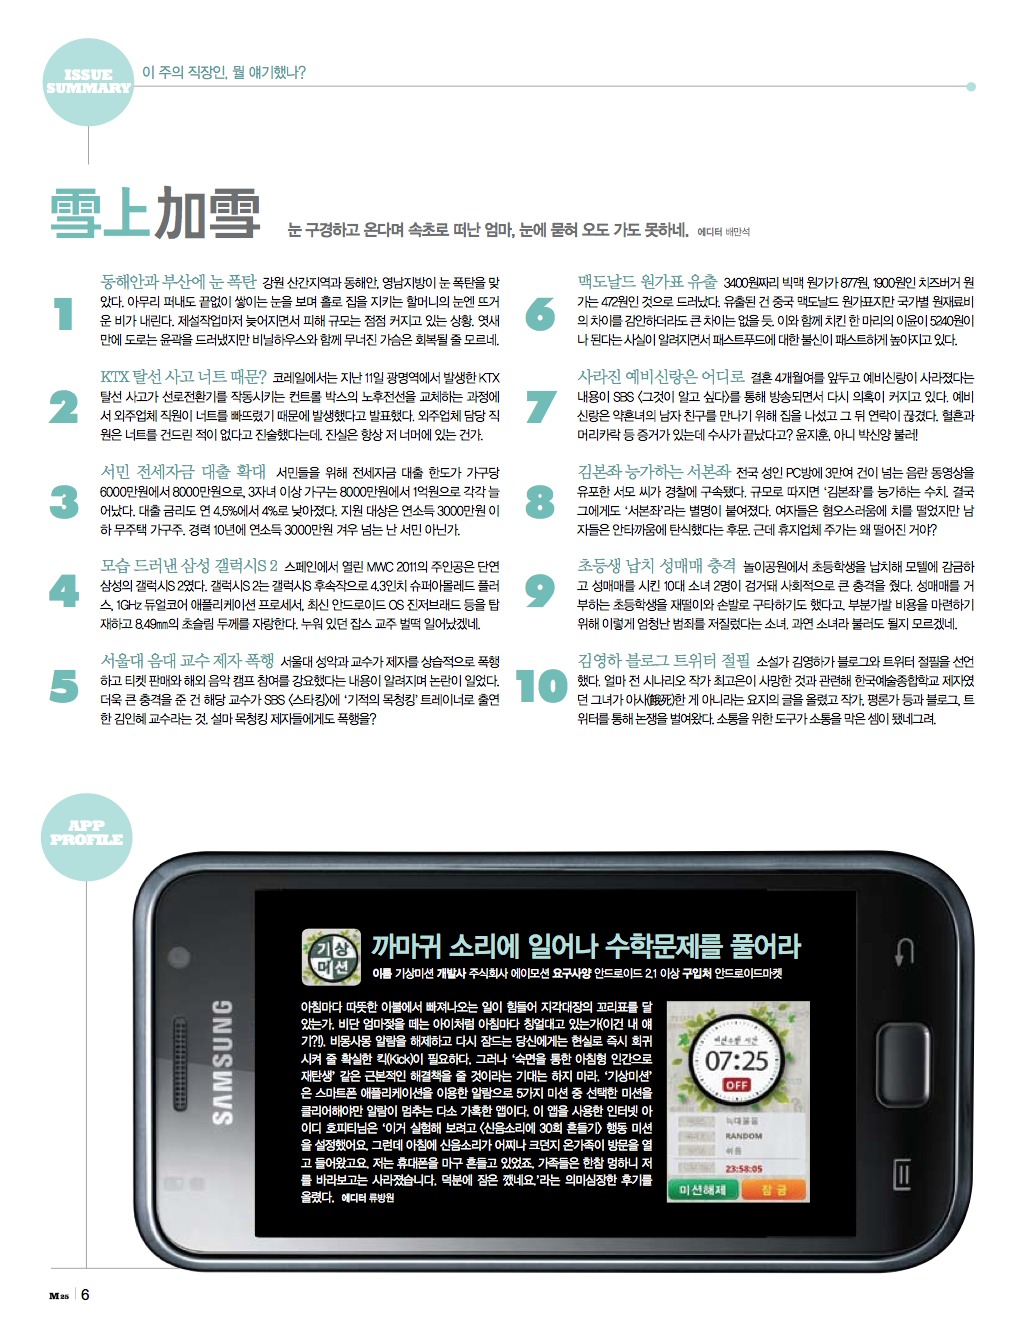 ISSUE
SUMMARY
이 주의 직장인, 뭘 얘기했나?
雪上加雪
눈 구경하고 온다며 속초로 떠난 엄마, 눈에 묻혀 오도 가도 못하네. 에디터 배만석
1
동해안과 부산에 눈 폭탄 강원 산간지역과 동해안, 영남지방이 눈 폭탄을 맞
았다. 아무리 퍼내도 끝없이 쌓이는 눈을 보며 홀로 집을 지키는 할머니의 눈엔 뜨거
운 비가 내린다. 제설작업마저 늦어지면서 피해 규모는 점점 커지고 있는 상황. 엿새
만에 도로는 윤곽을 드러냈지만 비닐하우스와 함께 무너진 가슴은 회복될 줄 모르네.
2
KTX 탈선 사고 너트 때문? 코레일에서는 지난 11일 광명역에서 발생한 KTX
탈선 사고가 선로전환기를 작동시키는 컨트롤 박스의 노후전선을 교체하는 과정에
서 외주업체 직원이 너트를 빠뜨렸기 때문에 발생했다고 발표했다. 외주업체 담당 직
원은 너트를 건드린 적이 없다고 진술했다는데. 진실은 항상 저 너머에 있는 건가.
3
서민 전세자금 대출 확대 서민들을 위해 전세자금 대출 한도가 가구당
6000만원에서 8000만원으로, 3자녀 이상 가구는 8000만원에서 1억원으로 각각 늘
어났다. 대출 금리도 연 4.5%에서 4%로 낮아졌다. 지원 대상은 연소득 3000만원 이
하 무주택 가구주. 경력 10년에 연소득 3000만원 겨우 넘는 난 서민 아닌가.
4
모습 드러낸 삼성 갤럭시S 2 스페인에서 열린 MWC 2011의 주인공은 단연
삼성의 갤럭시S 2였다. 갤럭시S 2는 갤럭시S 후속작으로 4.3인치 슈퍼아몰레드 플러
스, 1GHz 듀얼코어 애플리케이션 프로세서, 최신 안드로이드 OS 진저브래드 등을 탑
재하고 8.49mm의 초슬림 두께를 자랑한다. 누워 있던 잡스 교주 벌떡 일어났겠네.
5
서울대 음대 교수 제자 폭행 서울대 성악과 교수가 제자를 상습적으로 폭행
하고 티켓 판매와 해외 음악 캠프 참여를 강요했다는 내용이 알려지며 논란이 일었다.
더욱 큰 충격을 준 건 해당 교수가 SBS 〈스타킹〉에 '기적의 목청킹' 트레이너로 출연
한 김인혜 교수라는 것. 설마 목청킹 제자들에게도 폭행을?
6
맥도날드 원가표 유출 3400원짜리 빅맥 원가가 877원, 1900원인 치즈버거 원
가는 472원인 것으로 드러났다. 유출된 건 중국 맥도날드 원가표지만 국가별 원재료비
의 차이를 감안하더라도 큰 차이는 없을 듯. 이와 함께 치킨 한 마리의 이윤이 5240원이
나 된다는 사실이 알려지면서 패스트푸드에 대한 불신이 패스트하게 높아지고 있다.
7
사라진 예비신랑은 어디로 결혼 4개월여를 앞두고 예비신랑이 사라졌다는
내용이 SBS 〈그것이 알고 싶다〉를 통해 방송되면서 다시 의혹이 커지고 있다. 예비
신랑은 약혼녀의 남자 친구를 만나기 위해 집을 나섰고 그 뒤 연락이 끊겼다. 혈흔과
머리카락 등 증거가 있는데 수사가 끝났다고? 윤지훈, 아니 박신양 불러!
8
김본좌 능가하는 서본좌 전국 성인 PC방에 3만여 건이 넘는 음란 동영상을
유포한 서모 씨가 경찰에 구속됐다. 규모로 따지면 '김본좌'를 능가하는 수치. 결국
그에게도 '서본좌'라는 별명이 붙여졌다. 여자들은 혐오스러움에 치를 떨었지만 남
자들은 안타까움에 탄식했다는 후문. 근데 휴지업체 주가는 왜 떨어진 거야?
9
초등생 납치 성매매 충격 놀이공원에서 초등학생을 납치해 모텔에 감금하
고 성매매를 시킨 10대 소녀 2명이 검거돼 사회적으로 큰 충격을 줬다. 성매매를 거
부하는 초등학생을 재떨이와 손발로 구타하기도 했다고, 부분가발 비용을 마련하기
위해 이렇게 엄청난 범죄를 저질렀다는 소녀. 과연 소녀라 불러도 될지 모르겠네.
10
김영하 블로그 트위터 절필 소설가 김영하가 블로그와 트위터 절필을 선언
했다. 얼마 전 시나리오 작가 최고은이 사망한 것과 관련해 한국예술종합학교 제자였
던 그녀가 아사(餓死)한 게 아니라는 요지의 글을 올렸고 작가, 평론가 등과 블로그, 트
위터를 통해 논쟁을 벌여왔다. 소통을 위한 도구가 소통을 막은 셈이 됐네그려.
APP
PROFILE
SAMSUNG
기상
머션
까마귀 소리에 일어나 수학문제를 풀어라
이름 기상미션 개발사 주식회사 에이모션 요구사양 안드로이드 2.1 이상 구입처 안드로이드마켓
아침마다 따뜻한 이불에서 빠져나오는 일이 힘들어 지각대장의 꼬리표를 달
았는가. 비단 엄마젖을 떼는 아이처럼 아침마다 칭얼대고 있는가(이건 내 얘
기?!). 비몽사몽 알람을 해제하고 다시 잠드는 당신에게는 현실로 즉시 회귀
시켜 줄 확실한 킥(Kick)이 필요하다. 그러나 '숙면을 통한 아침형 인간으로
재탄생' 같은 근본적인 해결책을 줄 것이라는 기대는 하지 마라. '기상미션'
은 스마트폰 애플리케이션을 이용한 알람으로 5가지 미션 중 선택한 미션을
클리어해야만 알람이 멈추는 다소 가혹한 앱이다. 이 앱을 사용한 인터넷 아
이디 호피티님은 '이거 실험해 보려고 〈신음소리에 30회 흔들기〉 행동 미션
을 설정했어요. 그런데 아침에 신음소리가 어찌나 크던지 온가족이 방문을 열
고 들어왔고요. 저는 휴대폰을 마구 흔들고 있었죠. 가족들은 한참 멍하니 저
를 바라보고는 사라졌습니다. 덕분에 잠은 깼네요.'라는 의미심장한 후기를
올렸다. 에디터 류방원
미션수행 시간
07:25
OFF
늑대울음
RANDOM
쉬움
23:58:05
미션해제
잠 금
M 25 6